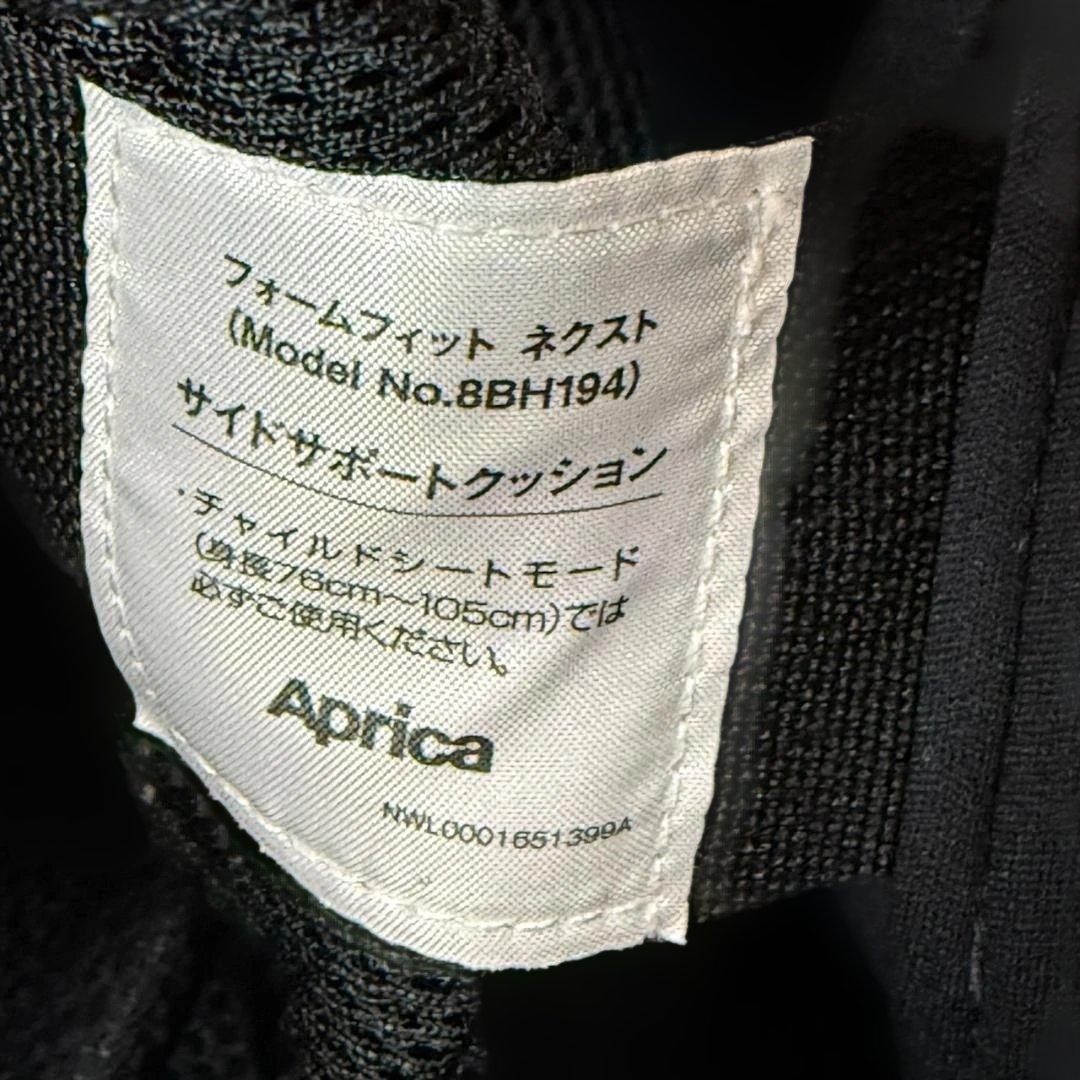 フォームフィット ネクスト
(Model No.8BH194)
サイドサポートクッション
・チャイルドシートモード
(身長76cm～105cm)では
必ずご使用ください。
Aprica
NWL0001651399A